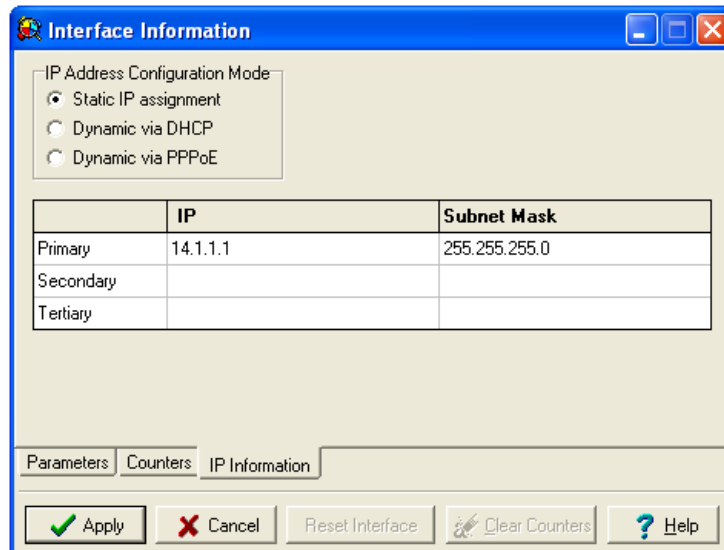 Interface Information
IP Address Configuration Mode
Static IP assignment
Dynamic via DHCP
Dynamic via PPPoE
IP Subnet Mask
Primary 14.1.1.1 255.255.255.0
Secondary
Tertiary
Parameters Counters IP Information
Apply Cancel Reset Interface Clear Counters Help